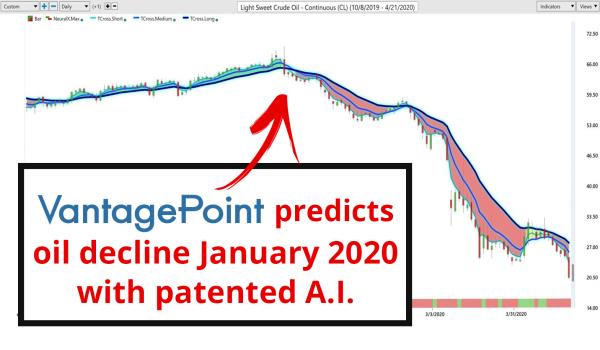 Custom
Daily
(+1)
Light Sweet Crude Oil - Continuous (CL) (10/8/2019 - 4/21/2020)
Indicators
Views
Bar
NeuralX.Max
TCross.Short
TCross.Medium
TCross.Long
72.50
66.00
59.50
53.00
46.50
40.00
33.50
27.00
20.50
14.00
VantagePoint predicts
oil decline January 2020
with patented A.I.
3/3/2020
3/31/2020